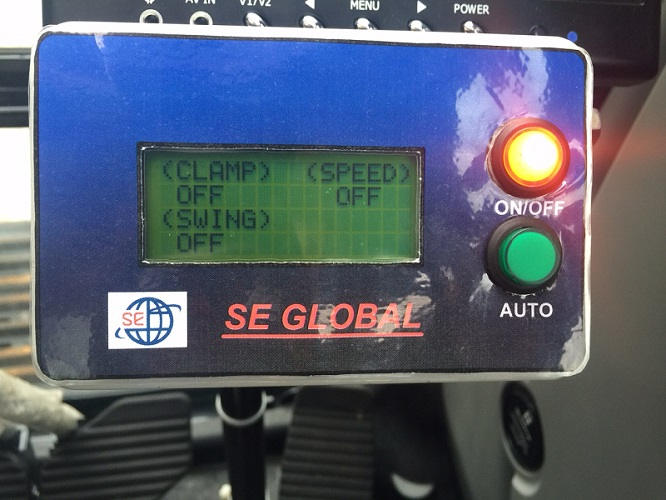 AV IN V1/V2 MENU POWER
(CLAMP) (SPEED)
OFF OFF
(SWING)
OFF
ON/OFF
AUTO
SE
SE GLOBAL